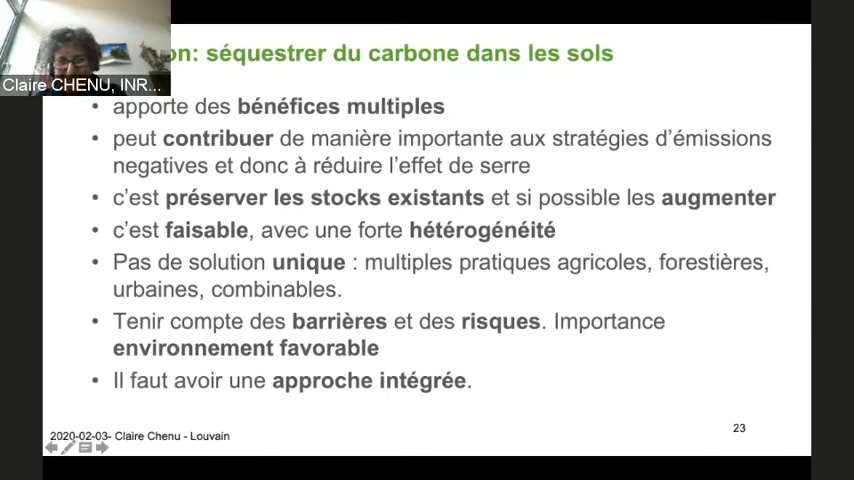 on: séquestrer du carbone dans les sols
Claire CHENU, INR...
• apporte des bénéfices multiples
• peut contribuer de manière importante aux stratégies d'émissions
negatives et donc à réduire l'effet de serre
• c'est préserver les stocks existants et si possible les augmenter
• c'est faisable, avec une forte hétérogénéité
• Pas de solution unique : multiples pratiques agricoles, forestières,
urbaines, combinables.
• Tenir compte des barrières et des risques. Importance
environnement favorable
• Il faut avoir une approche intégrée.
23
2020-02-03- Claire Chenu - Louvain